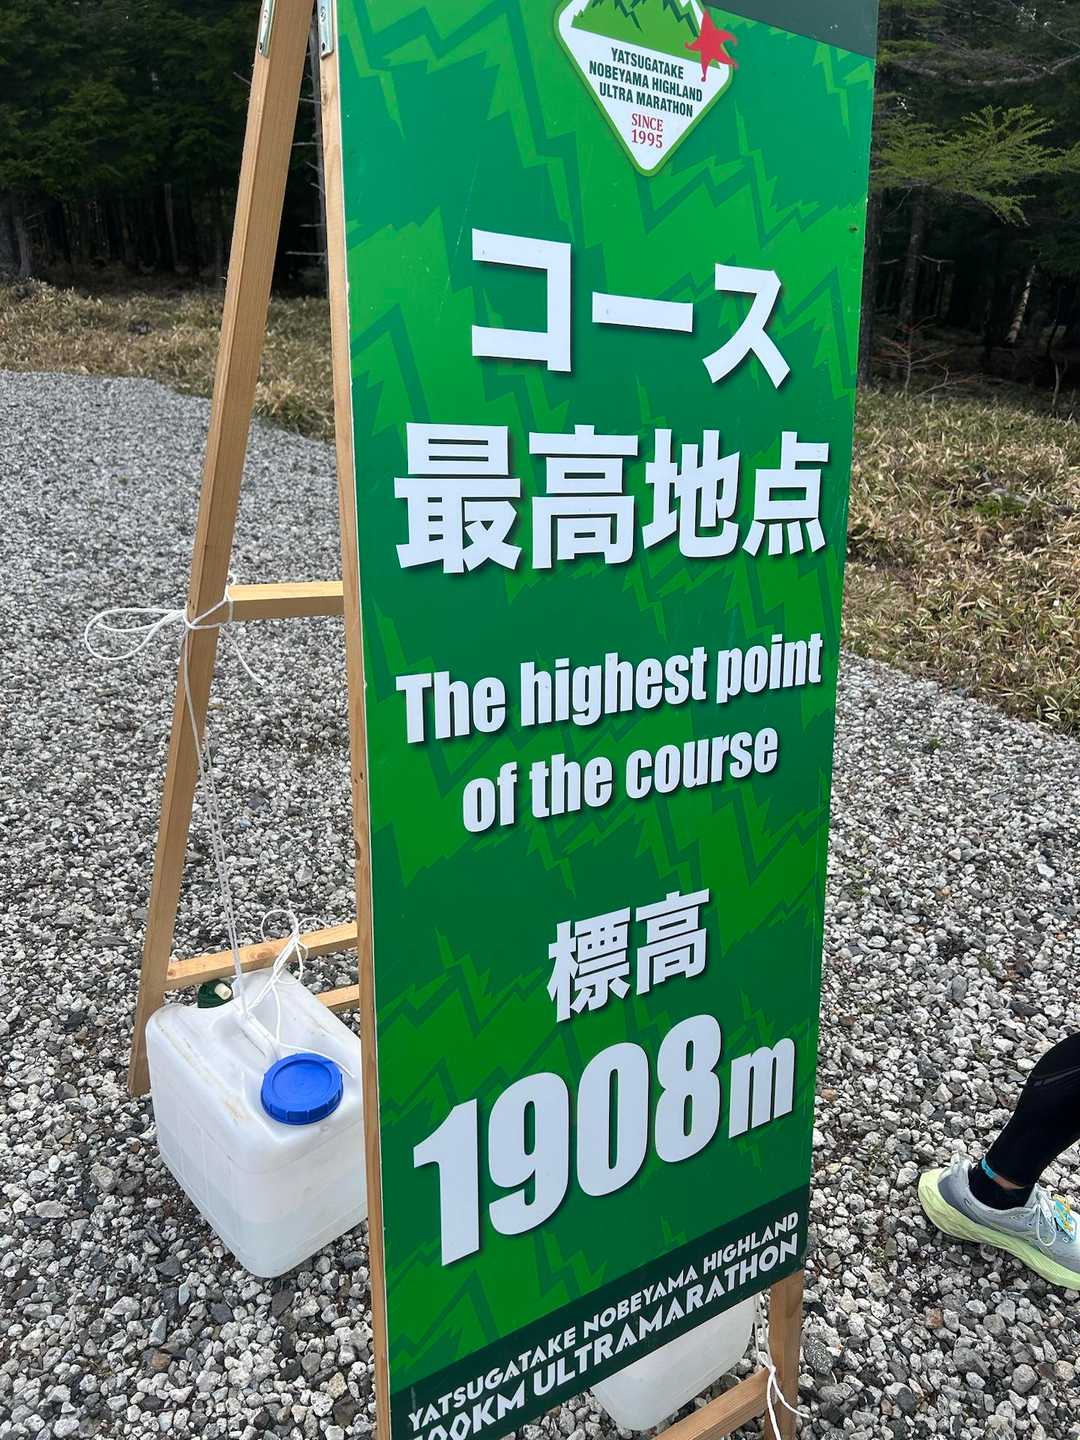 YATSUGATAKE
NOBEYAMA HIGHLAND
ULTRA MARATHON
SINCE
1995
コース
最高地点
The highest point
of the course
標高
1908m
YATSUGATAKE NOBEYAMA HIGHLAND
100KM ULTRAMARATHON